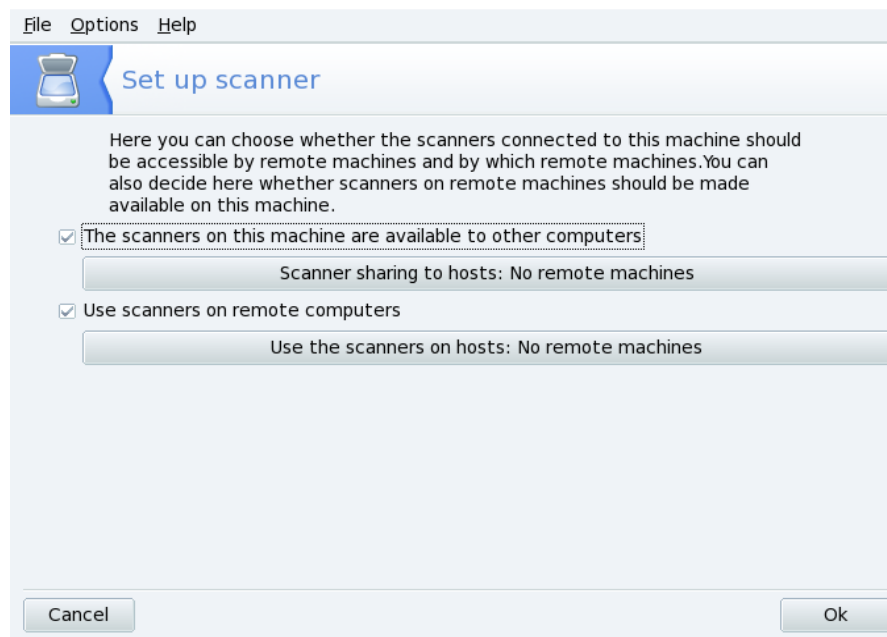 File Options Help
Set up scanner
Here you can choose whether the scanners connected to this machine should
be accessible by remote machines and by which remote machines.You can
also decide here whether scanners on remote machines should be made
available on this machine.
The scanners on this machine are available to other computers
Scanner sharing to hosts: No remote machines
Use scanners on remote computers
Use the scanners on hosts: No remote machines
Cancel Ok